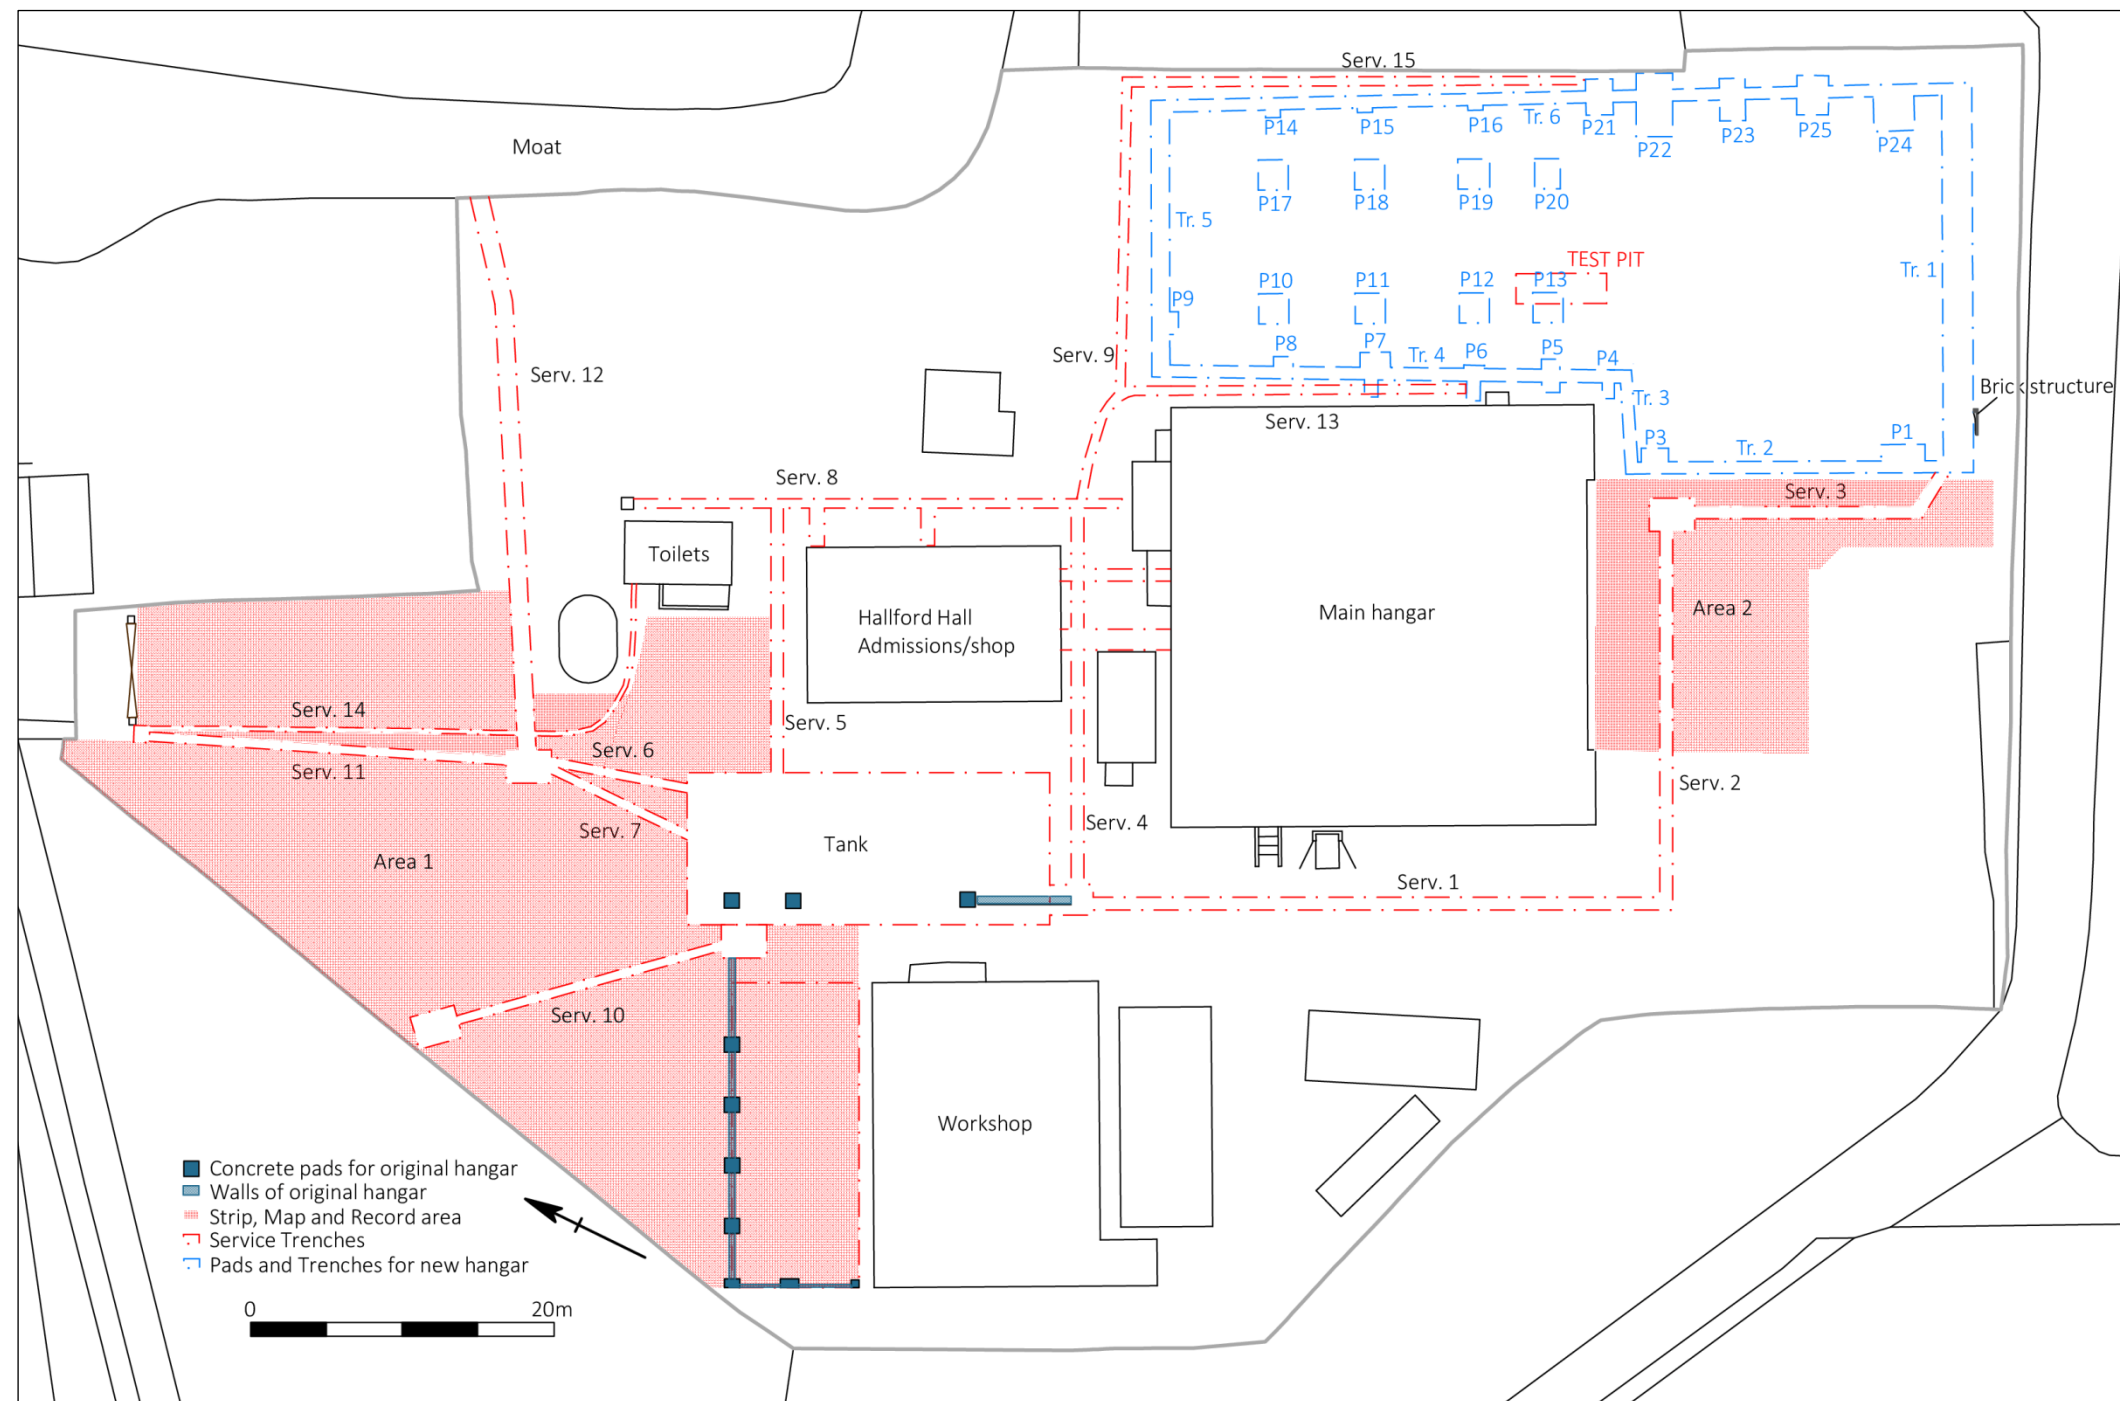 Serv. 15
Moat
P14
P15
P16
Tr. 6
P21
P22
P23
P25
P24
P17
P18
P19
P20
Tr. 5
TEST PIT
Tr. 1
P9
P10
P11
P12
P13
Serv. 9
P8
P7
Tr. 4
P6
P5
P4
Serv. 12
Brick structure
Tr. 3
Serv. 13
P3
Tr. 2
P1
Serv. 8
Serv. 3
Toilets
Hallford Hall
Admissions/shop
Main hangar
Area 2
Serv. 14
Serv. 5
Serv. 6
Serv. 11
Serv. 2
Serv. 7
Serv. 4
Tank
Area 1
Serv. 1
Serv. 10
Workshop
Concrete pads for original hangar
Walls of original hangar
Strip, Map and Record area
Service Trenches
Pads and Trenches for new hangar
0
20m